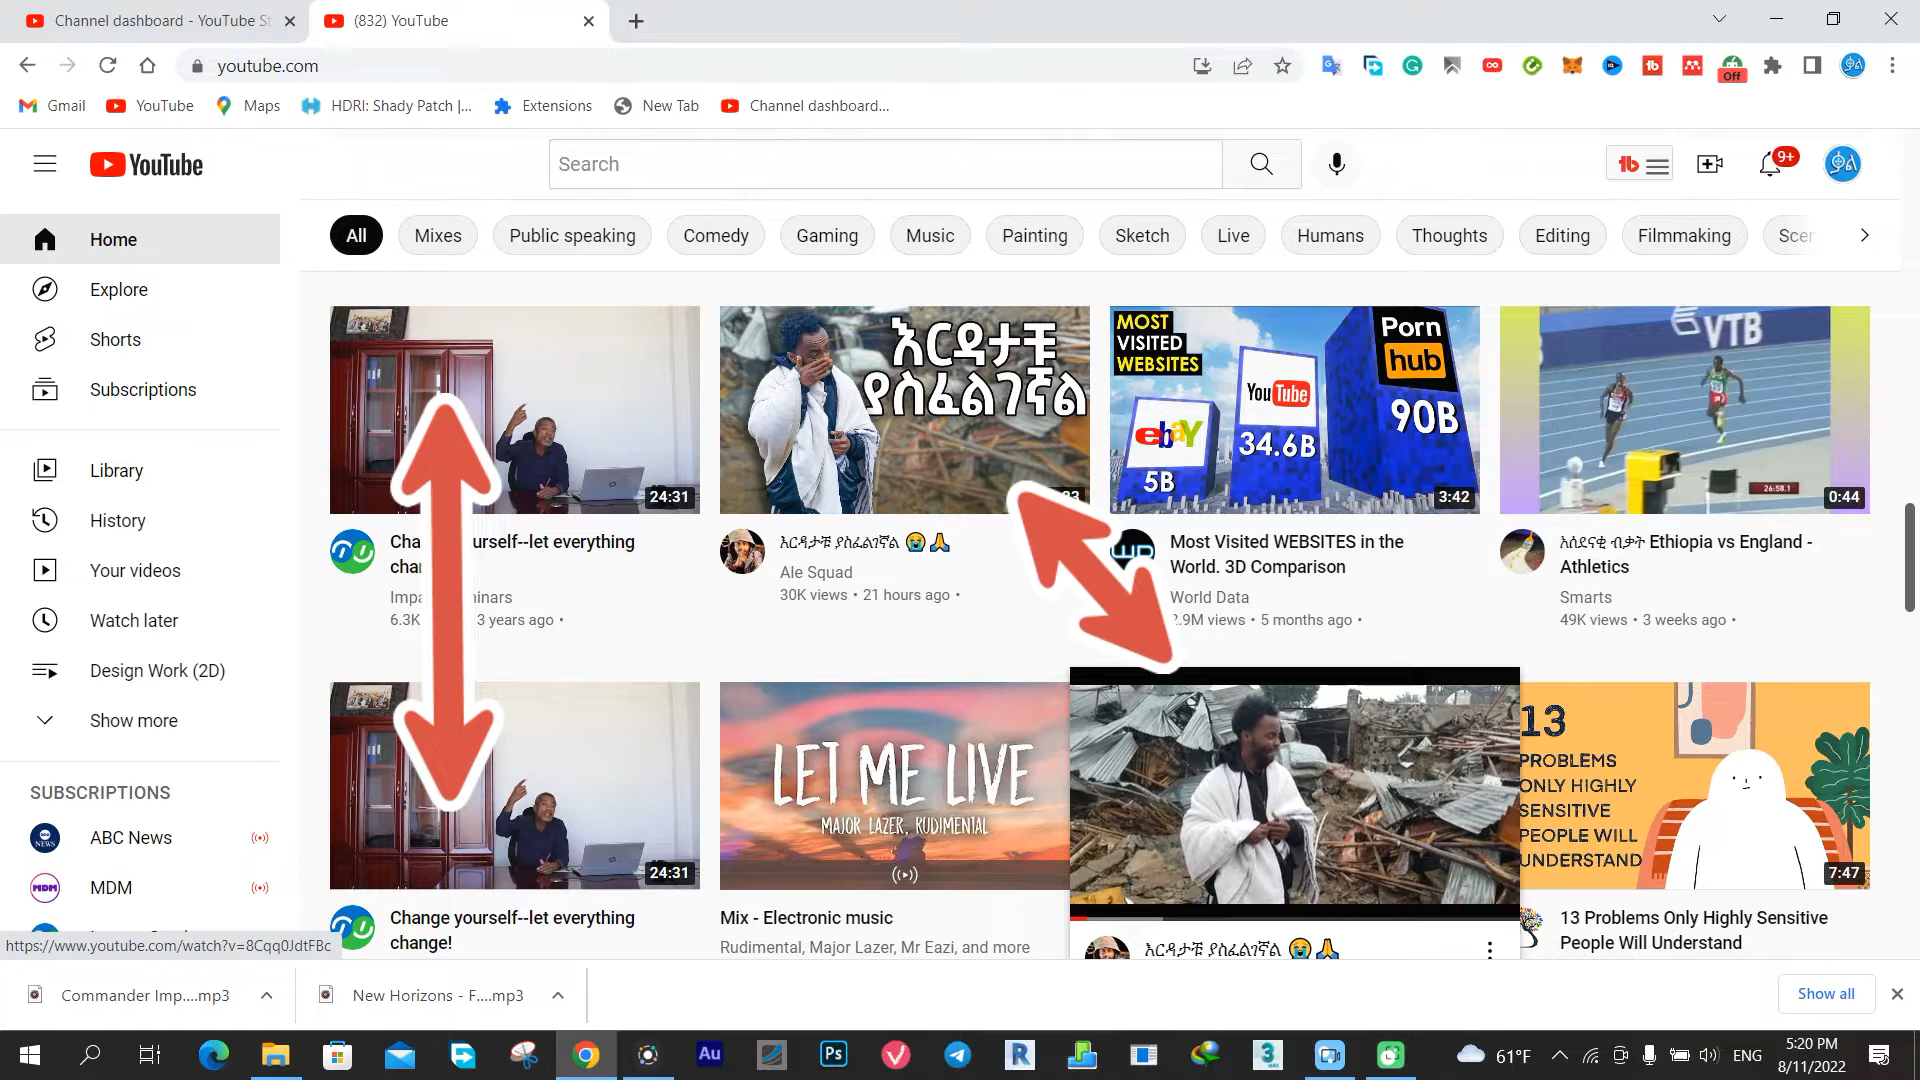 Channel dashboard - YouTube St
(832) YouTube
youtube.com
Off
Gmail
YouTube
Maps
HDRI: Shady Patch |...
Extensions
New Tab
Channel dashboard...
YouTube
Search
9+
All
Mixes
Public speaking
Comedy
Gaming
Music
Painting
Sketch
Live
Humans
Thoughts
Editing
Filmmaking
Home
Explore
Shorts
Subscriptions
Library
History
Your videos
Watch later
Design Work (2D)
Show more
SUBSCRIPTIONS
ABC News
MDM
https://www.youtube.com/watch?v=8Cqq0JdtFBc
24:31
እርዳታቹ
ያስፈልገኛል
MOST
VISITED
WEBSITES
ebay
5B
YouTube
34.6B
Porn
hub
90B
3:42
VTB
26:58.1
0:44
urself--let everything
6.3K
3 years ago •
እርዳታቹ ያስፈልገኛል 😭🙏
Ale Squad
30K views • 21 hours ago •
Most Visited WEBSITES in the
World. 3D Comparison
World Data
2.9M views • 5 months ago •
አስደናቂ ብቃት Ethiopia vs England -
Athletics
Smarts
49K views • 3 weeks ago •
24:31
LET ME LIVE
MAJOR LAZER, RUDIMENTAL
13
PROBLEMS
ONLY HIGHLY
SENSITIVE
PEOPLE WILL
UNDERSTAND
7:47
Change yourself--let everything
change!
Mix - Electronic music
Rudimental, Major Lazer, Mr Eazi, and more
እርዳታቹ ያስፈልገኛል 😭🙏
13 Problems Only Highly Sensitive
People Will Understand
Commander Imp....mp3
New Horizons - F....mp3
Show all
61°F
ENG
5:20 PM
8/11/2022